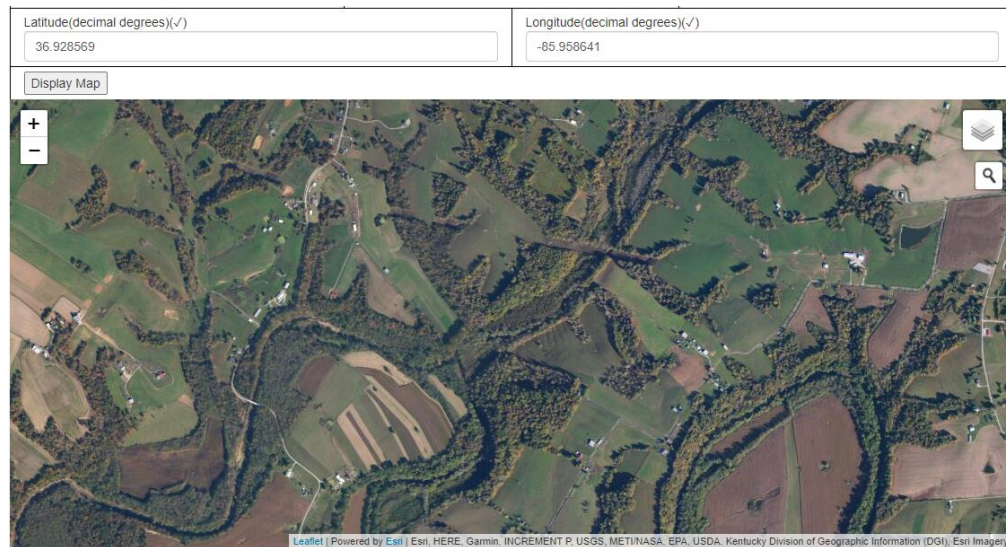 Latitude(decimal degrees)(✓)
Longitude(decimal degrees)(✓)
36.928569
-85.958641
Display Map
+
−
Leaflet | Powered by Esri | Esri, HERE, Garmin, INCREMENT P, USGS, METI/NASA, EPA, USDA, Kentucky Division of Geographic Information (DGI), Esri Imagery